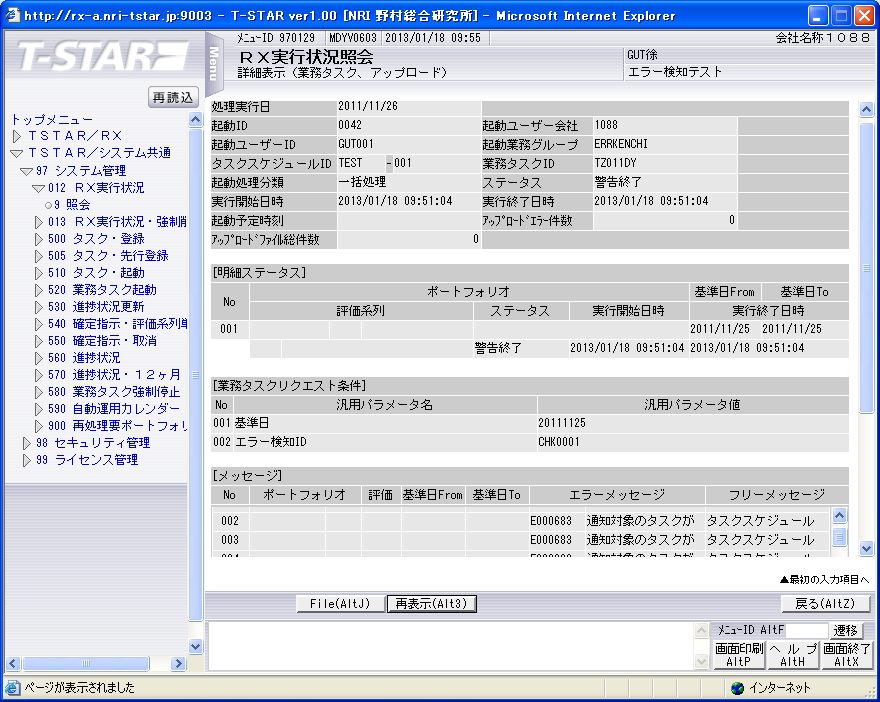 http://rx-a.nri-tstar.jp:9003 - T-STAR ver1.00 [NRI 野村総合研究所] - Microsoft Internet Explorer
T-STAR
Menu
ﾒﾆｭｰID 970129 MDYV0603 2013/01/18 09:55 会社名称１０８８
ＲＸ実行状況照会
詳細表示（業務タスク、アップロード）
GUT徐
エラー検知テスト
再読込
トップメニュー
ＴＳＴＡＲ／ＲＸ
ＴＳＴＡＲ／システム共通
97 システム管理
012 ＲＸ実行状況
9 照会
013 ＲＸ実行状況・強制
500 タスク・登録
505 タスク・先行登録
510 タスク・起動
520 業務タスク起動
530 進捗状況更新
540 確定指示・評価系列
550 確定指示・取消
560 進捗状況
570 進捗状況・１２ヶ月
580 業務タスク強制停止
590 自動運用カレンダー
900 再処理要ポートフォリ
98 セキュリティ管理
99 ライセンス管理
処理実行日 2011/11/26
起動ID 0042 起動ユーザー会社 1088
起動ユーザーID GUT001 起動業務グループ ERRKENCHI
タスクスケジュールID TEST -001 業務タスクID TZ011DY
起動処理分類 一括処理 ステータス 警告終了
実行開始日時 2013/01/18 09:51:04 実行終了日時 2013/01/18 09:51:04
起動予定時刻 ｱｯﾌﾟﾛｰﾄﾞｴﾗｰ件数 0
ｱｯﾌﾟﾛｰﾄﾞﾌｧｲﾙ総件数 0
[明細ステータス]
No ポートフォリオ 基準日From 基準日To
評価系列 ステータス 実行開始日時 実行終了日時
001 2011/11/25 2011/11/25
警告終了 2013/01/18 09:51:04 2013/01/18 09:51:04
[業務タスクリクエスト条件]
No 汎用パラメータ名 汎用パラメータ値
001 基準日 20111125
002 エラー検知ID CHK0001
[メッセージ]
No ポートフォリオ 評価 基準日From 基準日To エラーメッセージ フリーメッセージ
002 E000683 通知対象のタスクが タスクスケジュール
003 E000683 通知対象のタスクが タスクスケジュール
▲最初の入力項目へ
File(AltJ) 再表示(Alt3) 戻る(AltZ)
ﾒﾆｭｰID AltF 遷移
画面印刷 AltP ヘルプ AltH 画面終了 AltX
ページが表示されました インターネット